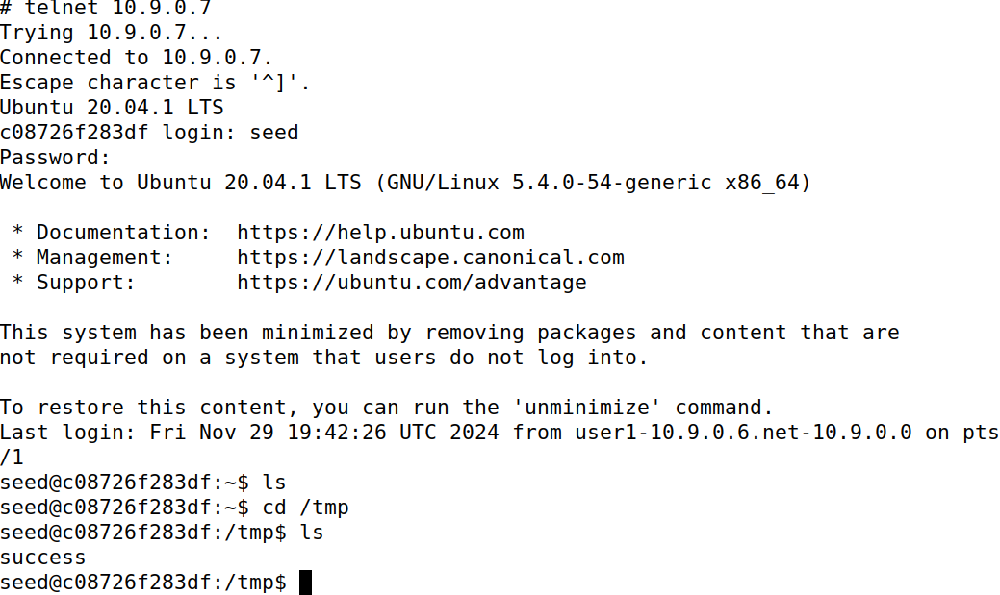 # telnet 10.9.0.7
Trying 10.9.0.7...
Connected to 10.9.0.7.
Escape character is '^]'.
Ubuntu 20.04.1 LTS
c08726f283df login: seed
Password:
Welcome to Ubuntu 20.04.1 LTS (GNU/Linux 5.4.0-54-generic x86_64)

 * Documentation:  https://help.ubuntu.com
 * Management:     https://landscape.canonical.com
 * Support:        https://ubuntu.com/advantage

This system has been minimized by removing packages and content that are
not required on a system that users do not log into.

To restore this content, you can run the 'unminimize' command.
Last login: Fri Nov 29 19:42:26 UTC 2024 from user1-10.9.0.6.net-10.9.0.0 on pts
/1
seed@c08726f283df:~$ ls
seed@c08726f283df:~$ cd /tmp
seed@c08726f283df:/tmp$ ls
success
seed@c08726f283df:/tmp$